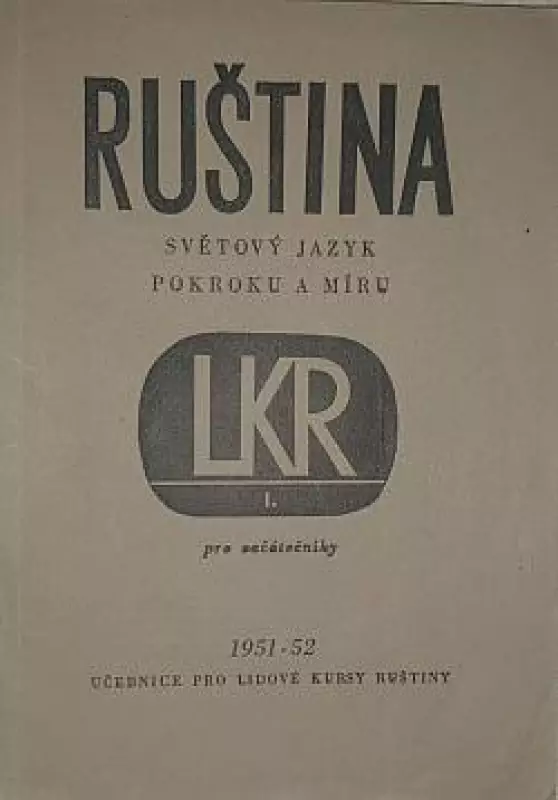 RUŠTINA
SVĚTOVÝ JAZYK
POKROKU A MÍRU
LKR
I.
pro začátečníky
1951-52
UČEBNICE PRO LIDOVÉ KURSY RUŠTINY